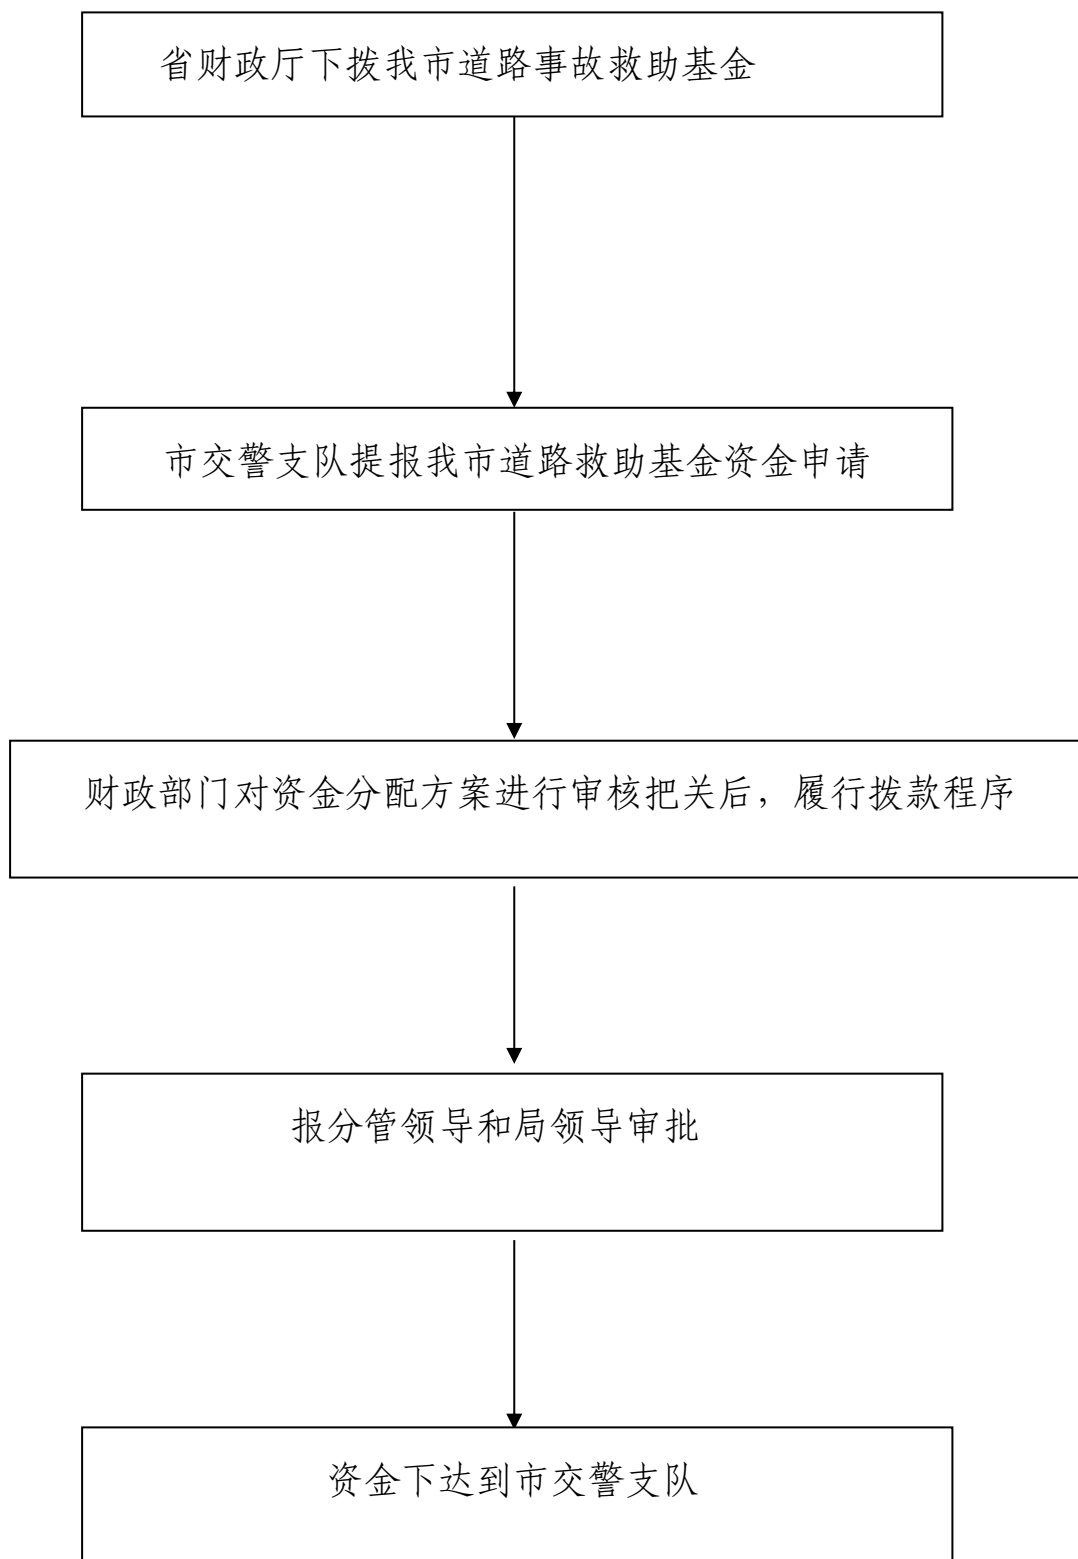 省财政厅下拨我市道路事故救助基金
市交警支队提报我市道路救助基金资金申请
财政部门对资金分配方案进行审核把关后，履行拨款程序
报分管领导和局领导审批
资金下达到市交警支队